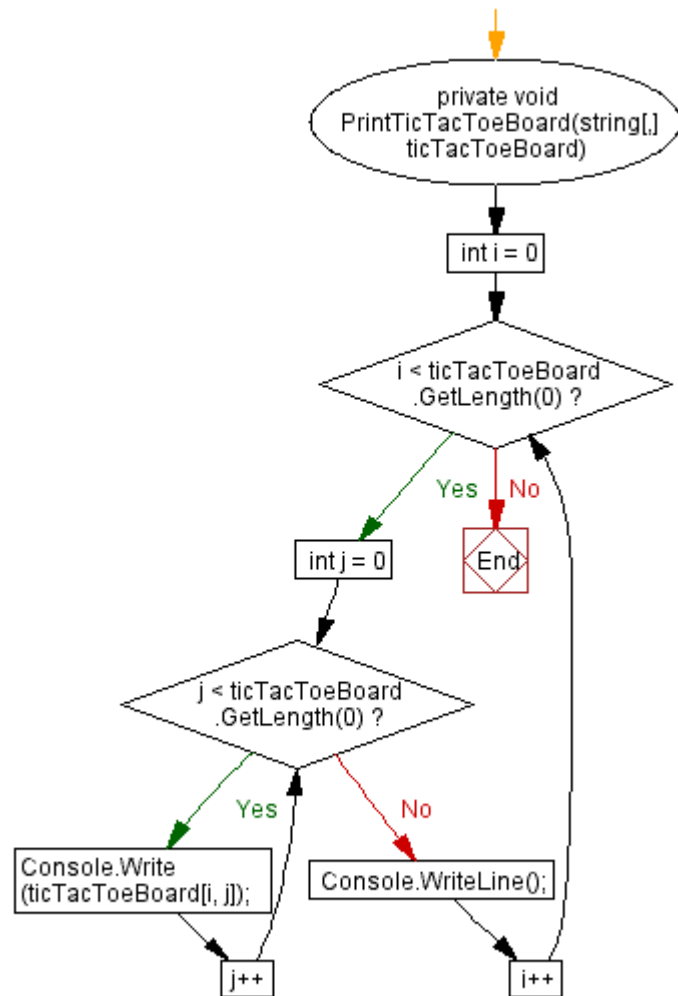 private void
PrintTicTacToeBoard(string[,]
ticTacToeBoard)
int i = 0
i < ticTacToeBoard
.GetLength(0) ?
Yes
No
int j = 0
End
j < ticTacToeBoard
.GetLength(0) ?
Yes
No
Console.Write
(ticTacToeBoard[i, j]);
Console.WriteLine();
j++
i++